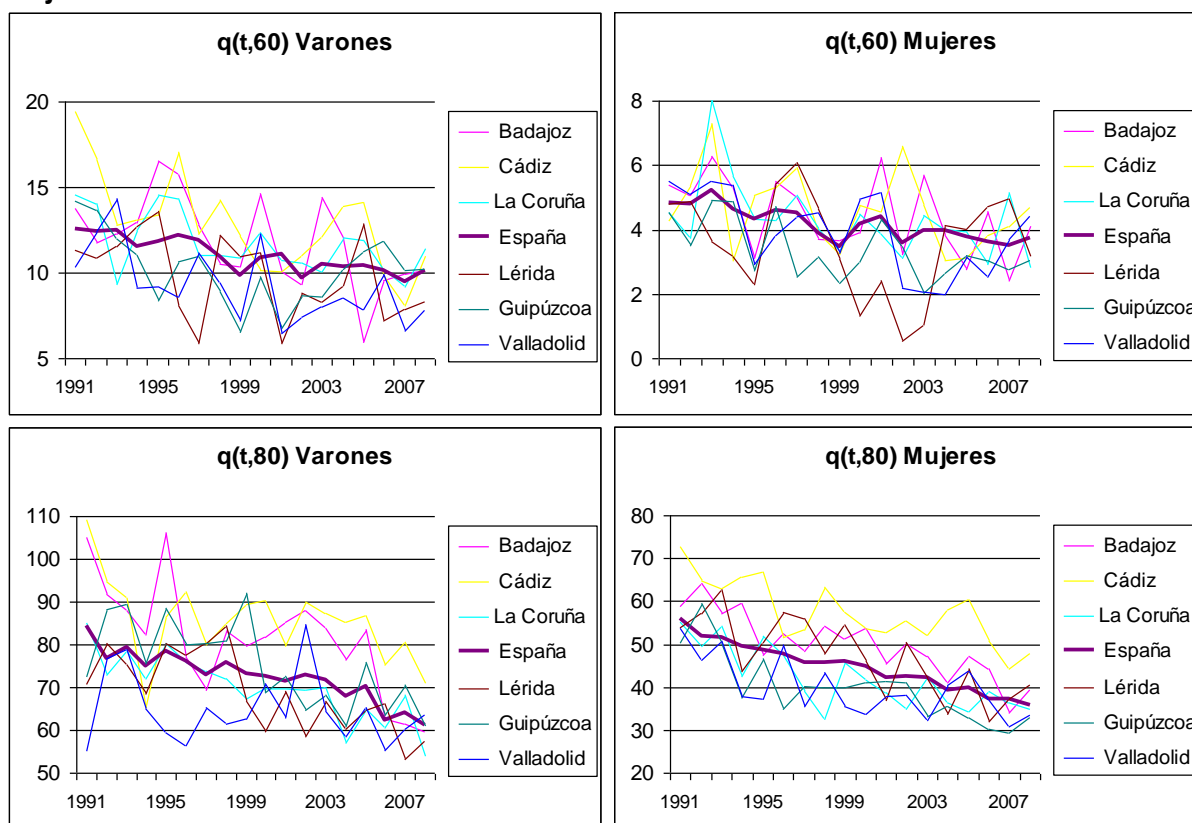 q(t,60) Varones
20
15
10
5
1991 1995 1999 2003 2007
Badajoz
Cádiz
La Coruña
España
Lérida
Guipúzcoa
Valladolid
q(t,60) Mujeres
8
6
4
2
0
1991 1995 1999 2003 2007
Badajoz
Cádiz
La Coruña
España
Lérida
Guipúzcoa
Valladolid
q(t,80) Varones
110
100
90
80
70
60
50
1991 1995 1999 2003 2007
Badajoz
Cádiz
La Coruña
España
Lérida
Guipúzcoa
Valladolid
q(t,80) Mujeres
80
70
60
50
40
30
20
1991 1995 1999 2003 2007
Badajoz
Cádiz
La Coruña
España
Lérida
Guipúzcoa
Valladolid